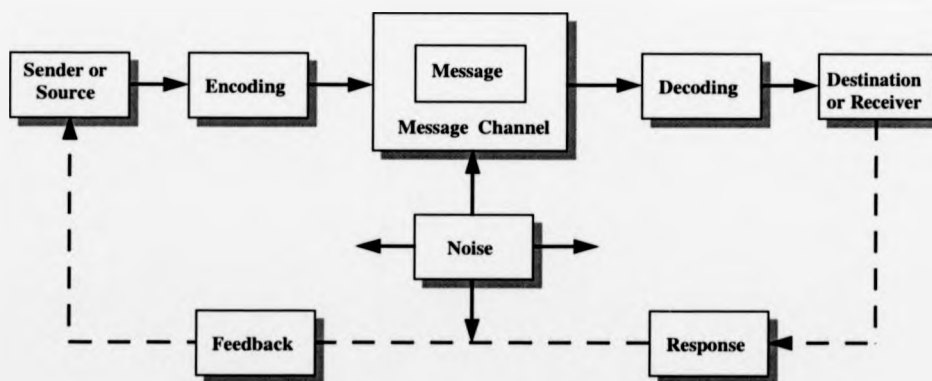 Sender or
Source
Encoding
Message
Message Channel
Decoding
Destination
or Receiver
Noise
Feedback
Response